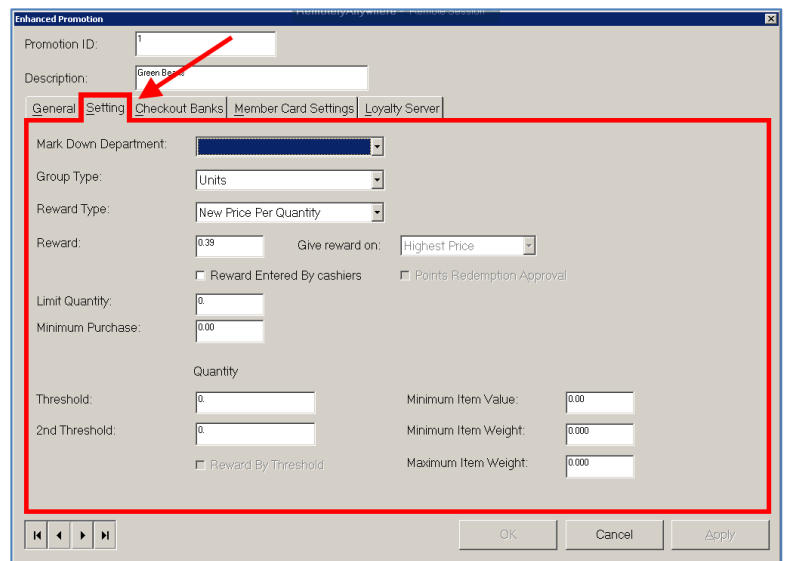 RemotelyAnywhere - Remote Session
Enhanced Promotion
Promotion ID: 1
Description: Green Beans
General Setting Checkout Banks Member Card Settings Loyalty Server
Mark Down Department:
Group Type: Units
Reward Type: New Price Per Quantity
Reward: 0.39 Give reward on: Highest Price
Reward Entered By cashiers Points Redemption Approval
Limit Quantity: 0.
Minimum Purchase: 0.00
Quantity
Threshold: 0. Minimum Item Value: 0.00
2nd Threshold: 0. Minimum Item Weight: 0.000
Reward By Threshold Maximum Item Weight: 0.000
OK Cancel Apply